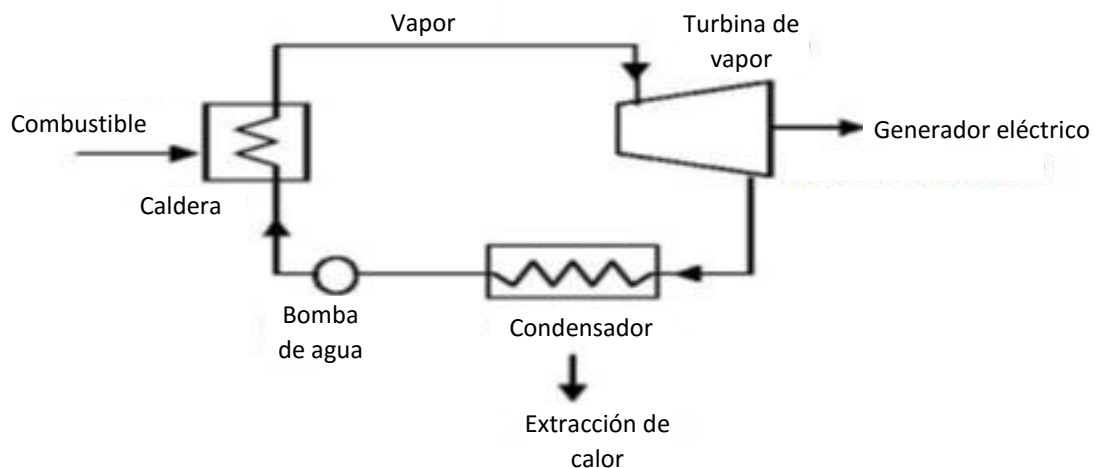 Vapor
Turbina de
vapor
Combustible
Generador eléctrico
Caldera
Bomba
de agua
Condensador
Extracción de
calor